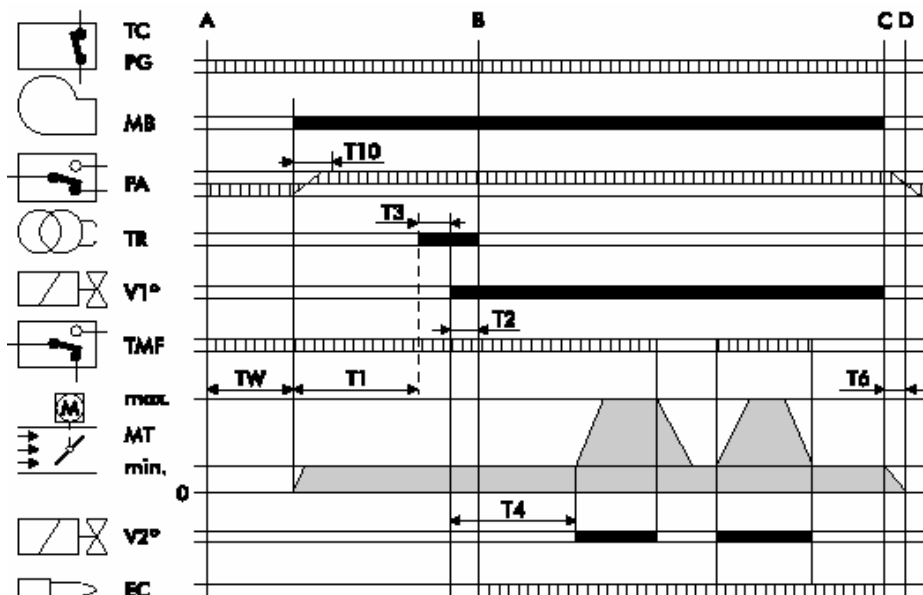 A B C D
TC
PG
MB
T10
PA
T3
TR
V1°
T2
TMF
TW T1 T6
max.
M
MT
min.
0
T4
V2°
EC